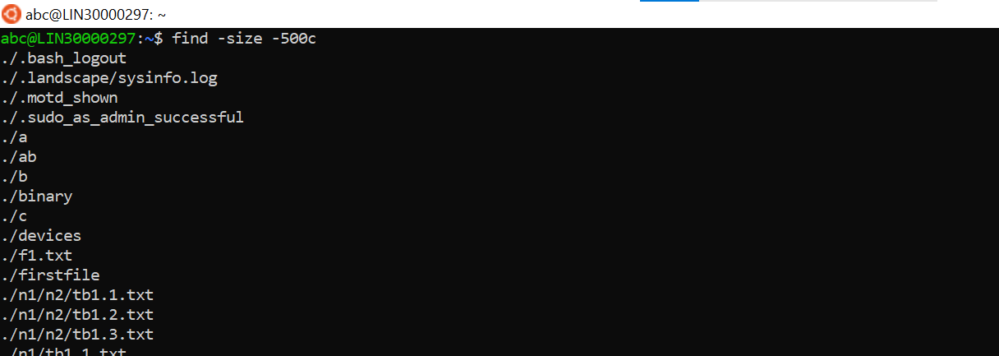 abc@LIN30000297: ~
abc@LIN30000297:~$ find -size -500c
./.bash_logout
./.landscape/sysinfo.log
./.motd_shown
./.sudo_as_admin_successful
./a
./ab
./b
./binary
./c
./devices
./f1.txt
./firstfile
./n1/n2/tb1.1.txt
./n1/n2/tb1.2.txt
./n1/n2/tb1.3.txt
./n1/tb1.1.txt